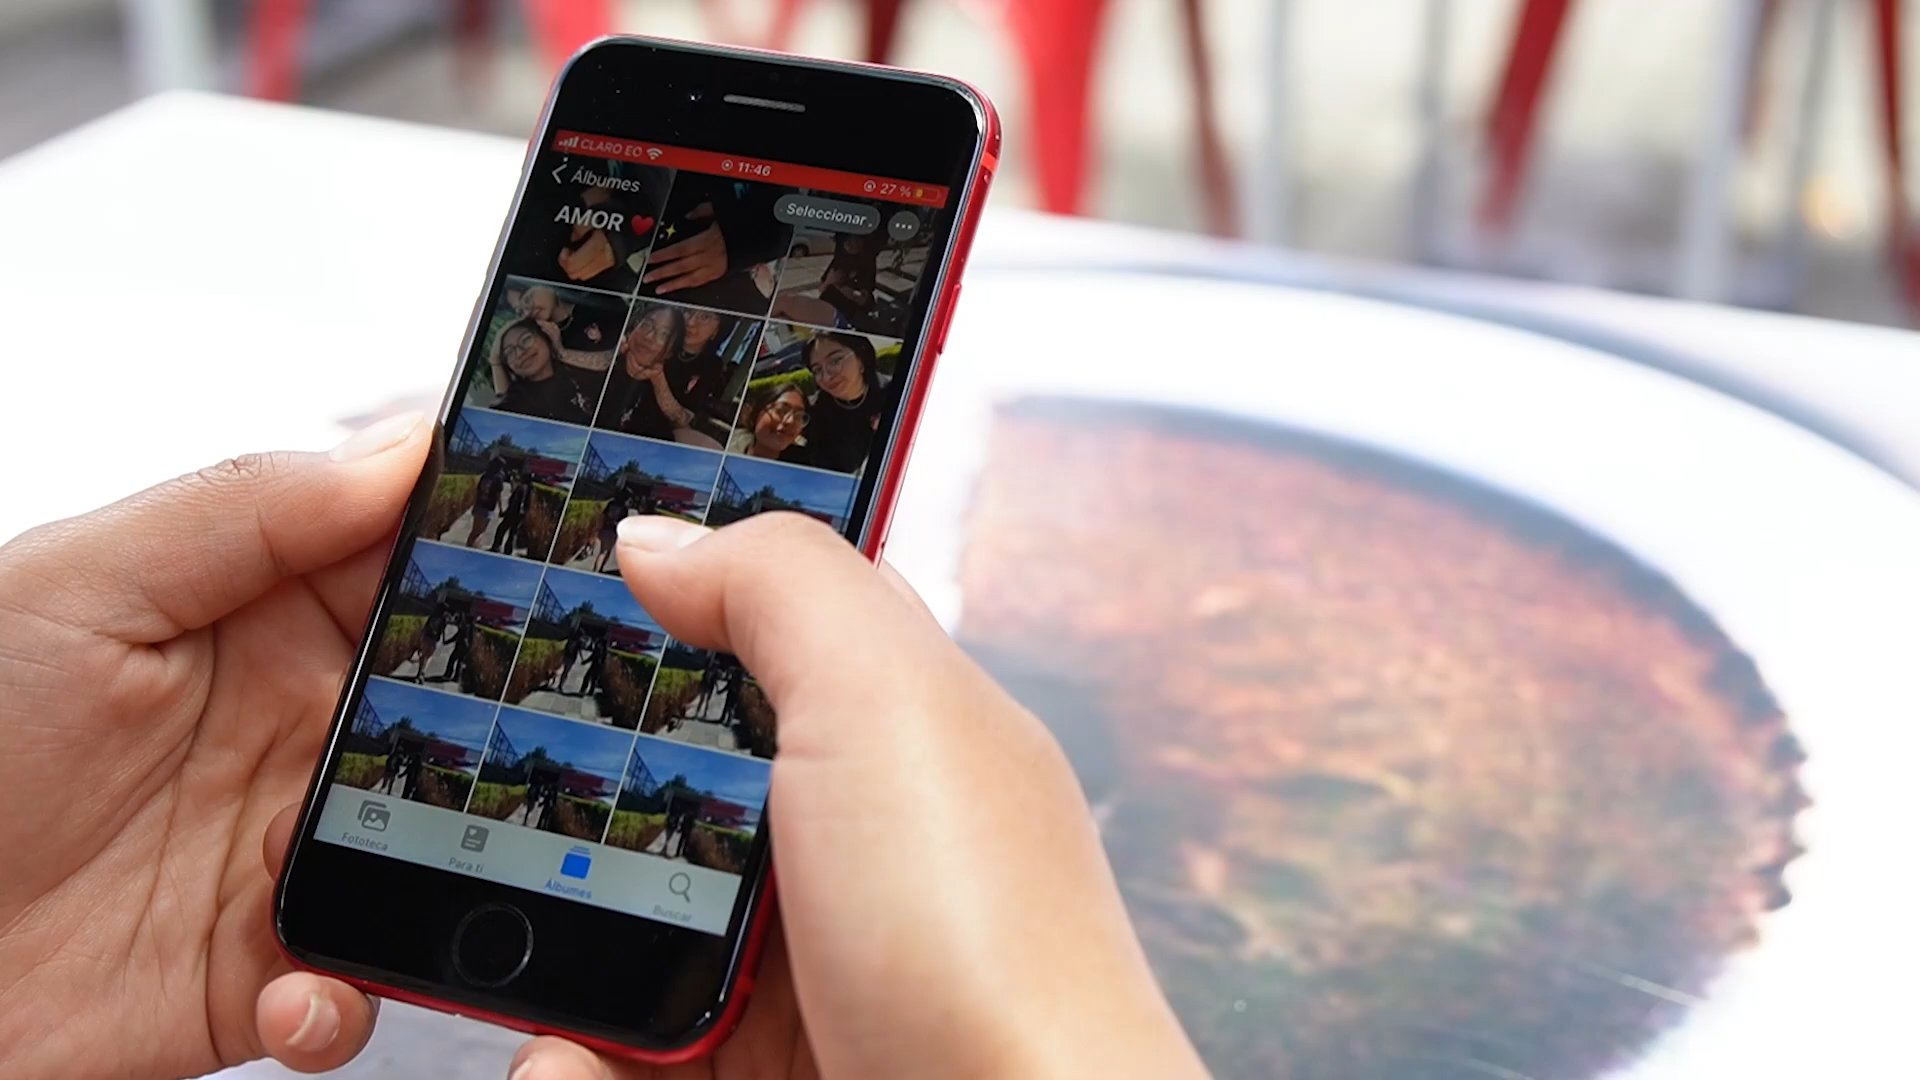 CLARO EC 11:46 27 %
Álbumes
AMOR ❤️✨ Seleccionar
Fototeca Para ti Álbumes Buscar